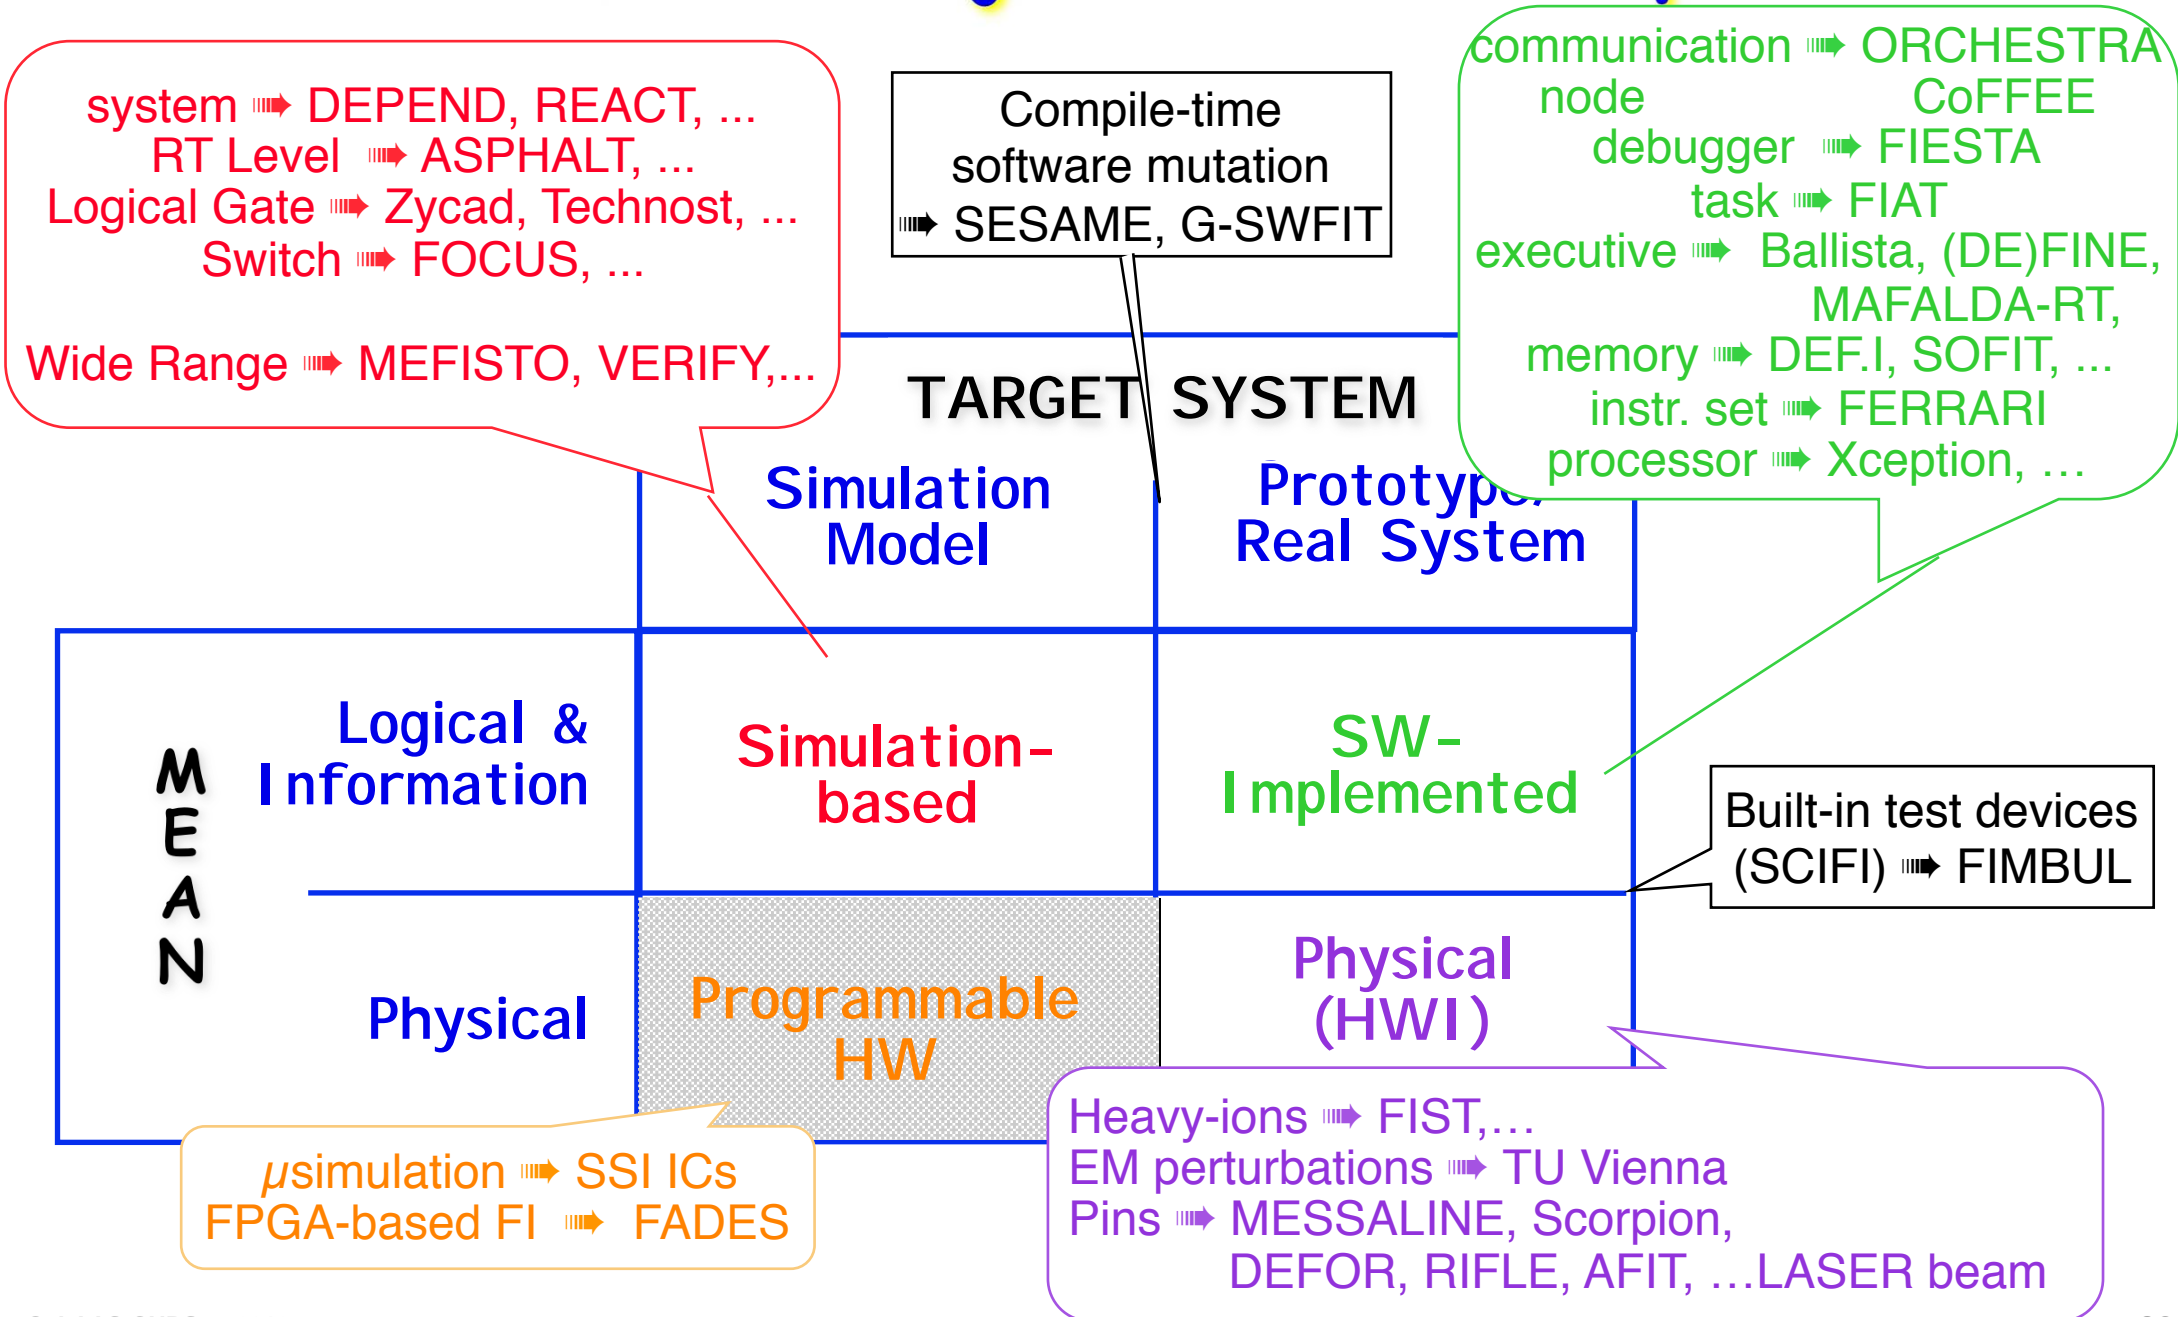 system ➠ DEPEND, REACT, ...
RT Level ➠ ASPHALT, ...
Logical Gate ➠ Zycad, Technost, ...
Switch ➠ FOCUS, ...
Wide Range ➠ MEFISTO, VERIFY,...
Compile-time
software mutation
➠ SESAME, G-SWFIT
communication ➠ ORCHESTRA
node CoFFEE
debugger ➠ FIESTA
task ➠ FIAT
executive ➠ Ballista, (DE)FINE,
MAFALDA-RT,
memory ➠ DEF.I, SOFIT, ...
instr. set ➠ FERRARI
processor ➠ Xception, …
TARGET SYSTEM
Simulation
Model
Prototype/
Real System
MEAN
Logical &
Information
Simulation-
based
SW-
Implemented
Built-in test devices
(SCIFI) ➠ FIMBUL
Physical
Programmable
HW
Physical
(HWI)
µsimulation ➠ SSI ICs
FPGA-based FI ➠ FADES
Heavy-ions ➠ FIST,…
EM perturbations ➠ TU Vienna
Pins ➠ MESSALINE, Scorpion,
DEFOR, RIFLE, AFIT, …LASER beam